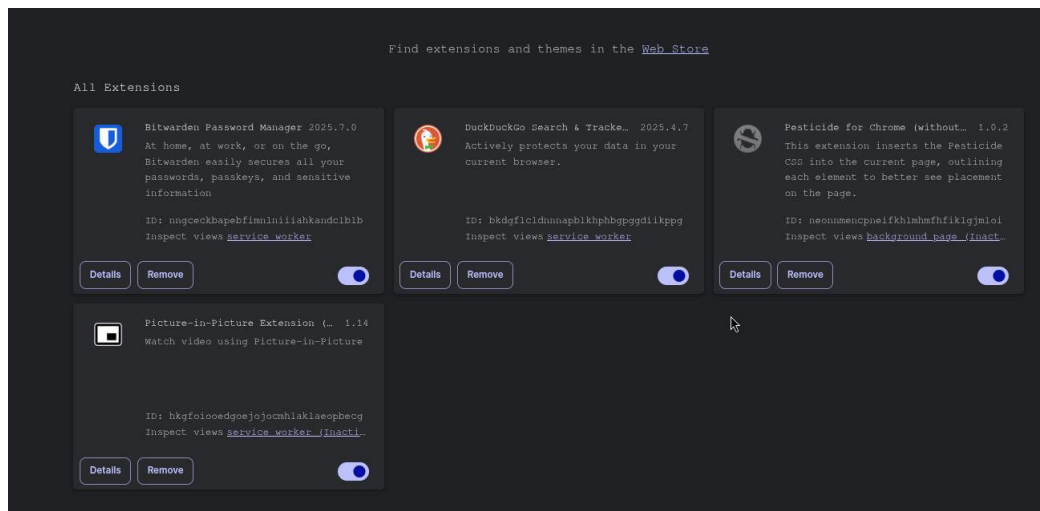 Find extensions and themes in the Web Store
All Extensions
Bitwarden Password Manager 2025.7.0
At home, at work, or on the go,
Bitwarden easily secures all your
passwords, passkeys, and sensitive
information
ID: nngceckbapebfimnlniiiahkandclblb
Inspect views service worker
Details
Remove
DuckDuckGo Search & Tracke… 2025.4.7
Actively protects your data in your
current browser.
ID: bkdgflcldnnnapblkhphbgpggdiikppg
Inspect views service worker
Details
Remove
Pesticide for Chrome (without… 1.0.2
This extension inserts the Pesticide
CSS into the current page, outlining
each element to better see placement
on the page.
ID: neonnmencpneifkhlmhmfhfiklgjmloi
Inspect views background page (Inact…
Details
Remove
Picture-in-Picture Extension (… 1.14
Watch video using Picture-in-Picture
ID: hkgfoiooedgoejojocmhlaklaeopbecg
Inspect views service worker (Inacti…
Details
Remove